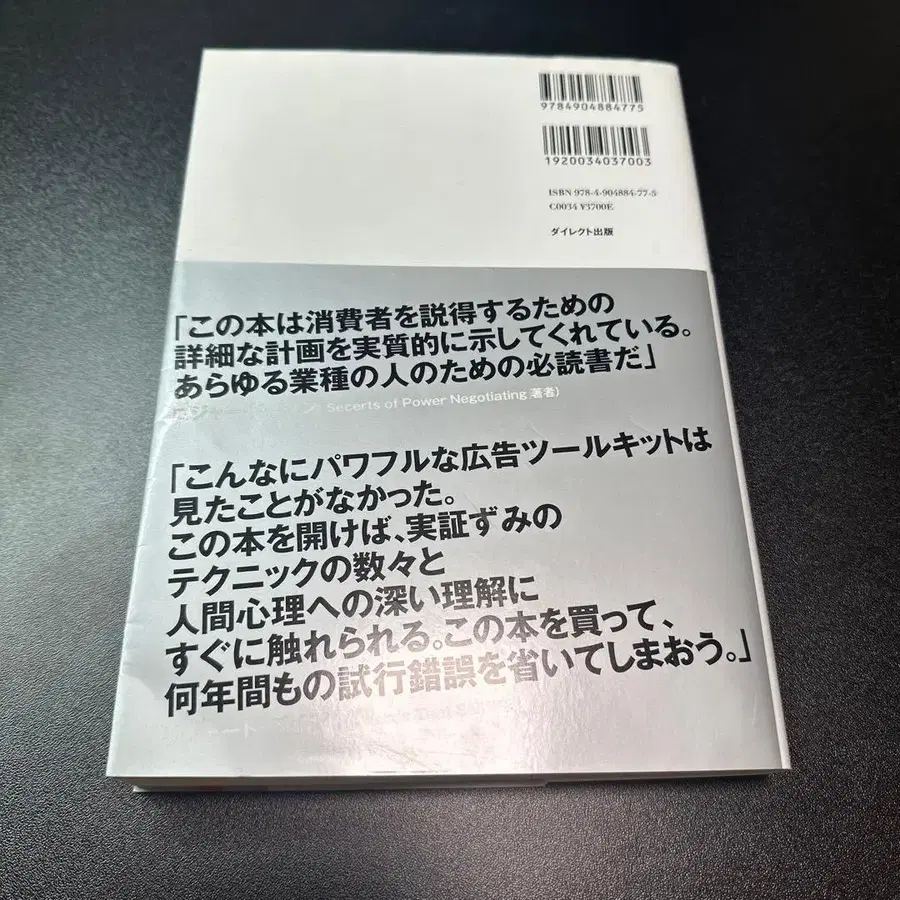 9784904884775
1920034037003
ISBN 978-4-904884-77-5
C0034 ¥3700E
ダイレクト出版
「この本は消費者を説得するための
詳細な計画を実質的に示してくれている。
あらゆる業種の人のための必読書だ」
Secerts of Power Negotiating 著者)
「こんなにパワフルな広告ツールキットは
見たことがなかった。
この本を開けば、実証ずみの
テクニックの数々と
人間心理への深い理解に
すぐに触れられる。この本を買って、
何年間もの試行錯誤を省いてしまおう。」